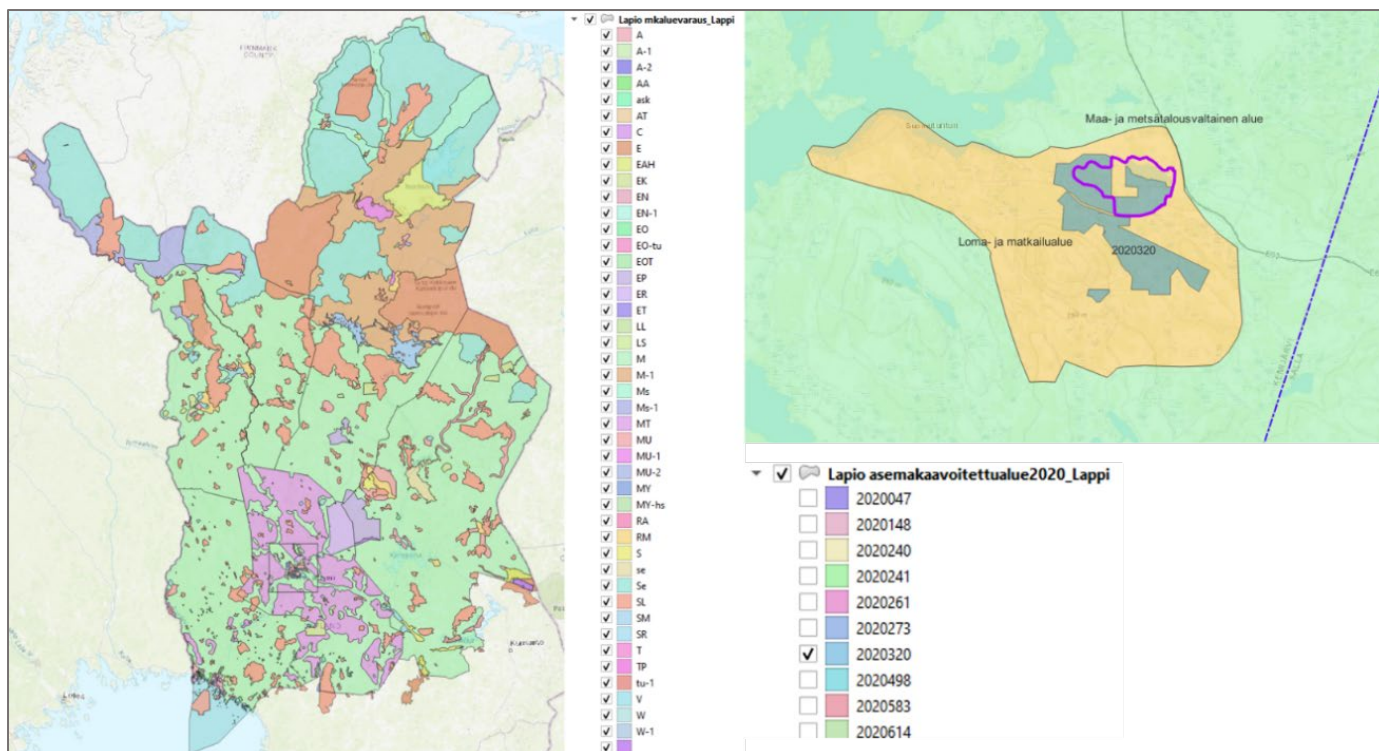 Lapio mkaluevaraus_Lappi
A
A-1
A-2
AA
ask
AT
C
E
EAH
EK
EN
EN-1
EO
EO-tu
EOT
EP
ER
ET
LL
LS
M
M-1
Ms
Ms-1
MT
MU
MU-1
MU-2
MY
MY-hs
RA
RM
S
se
Se
SL
SM
SR
T
TP
tu-1
V
W
W-1
Maa- ja metsätalousvaltainen alue
Loma- ja matkailualue
2020320
Lapio asemakaavoitettualue2020_Lappi
2020047
2020148
2020240
2020241
2020261
2020273
2020320
2020498
2020583
2020614